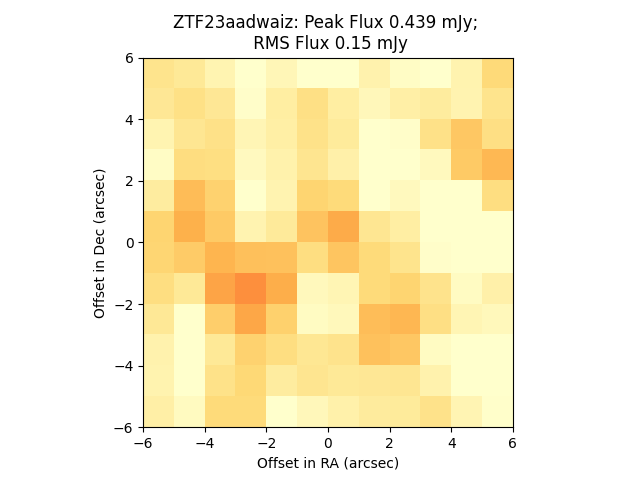 ZTF23aadwaiz: Peak Flux 0.439 mJy;
RMS Flux 0.15 mJy
6
4
2
0
−2
−4
−6
Offset in Dec (arcsec)
−6 −4 −2 0 2 4 6
Offset in RA (arcsec)